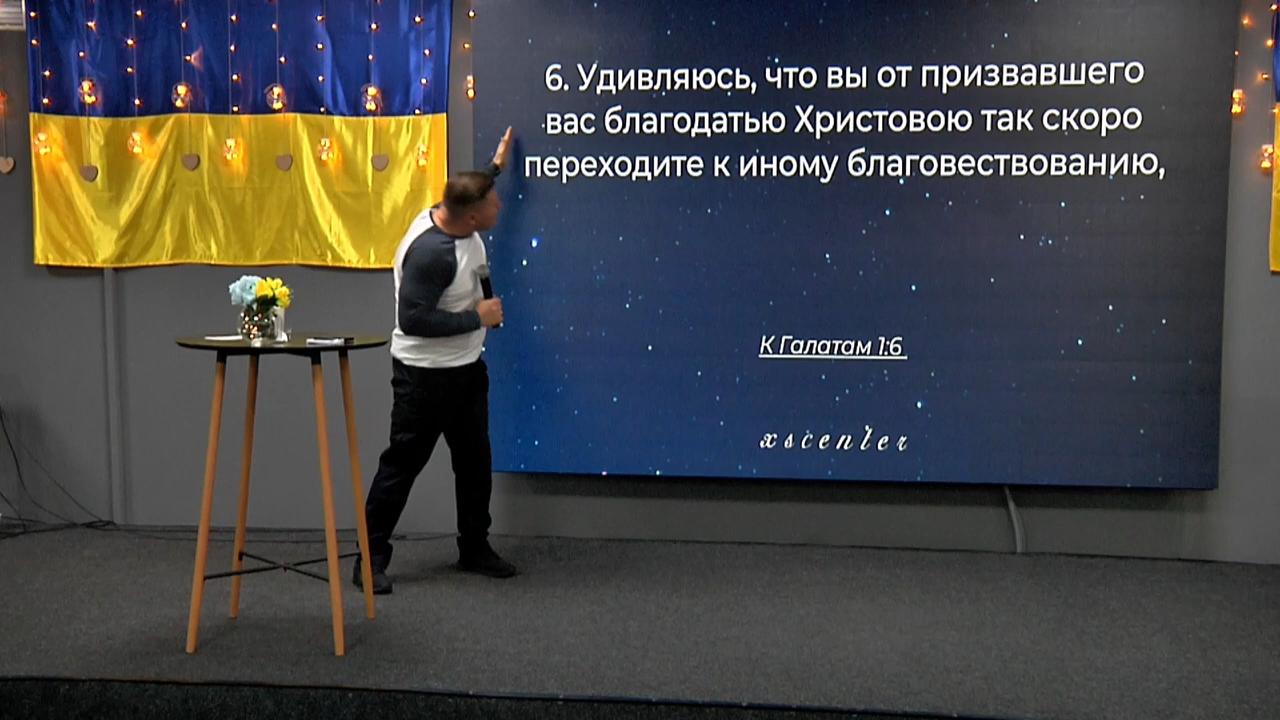 6. Удивляюсь, что вы от призвавшего
вас благодатью Христовою так скоро
переходите к иному благовествованию,
К Галатам 1:6
xscenter